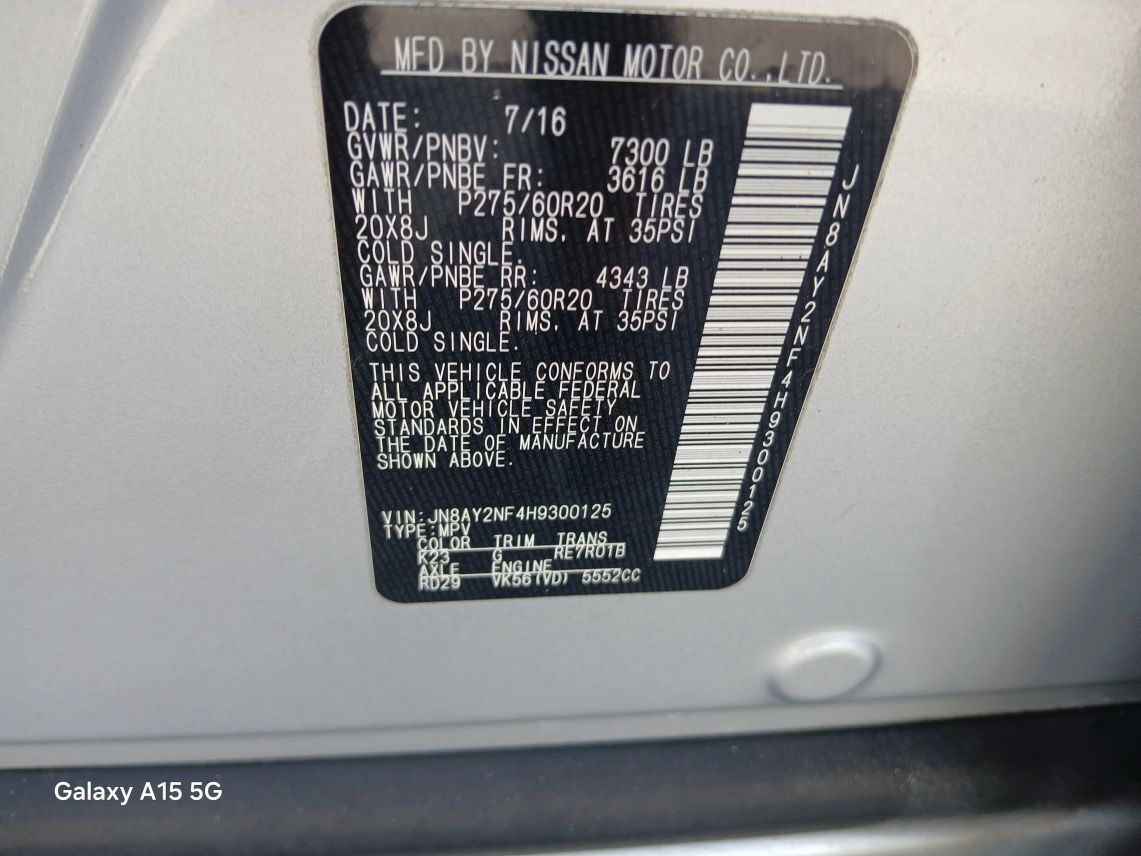 MFD BY NISSAN MOTOR CO.,LTD.
DATE: 7/16
GVWR/PNBV: 7300 LB
GAWR/PNBE FR: 3616 LB
WITH P275/60R20 TIRES
20X8J RIMS, AT 35PSI
COLD SINGLE.
GAWR/PNBE RR: 4343 LB
WITH P275/60R20 TIRES
20X8J RIMS, AT 35PSI
COLD SINGLE.
THIS VEHICLE CONFORMS TO
ALL APPLICABLE FEDERAL
MOTOR VEHICLE SAFETY
STANDARDS IN EFFECT ON
THE DATE OF MANUFACTURE
SHOWN ABOVE.
VIN:JN8AY2NF4H9300125
TYPE:MPV
COLOR TRIM TRANS
K23 G RE7R01B
AXLE ENGINE
RD29 VK56(VD) 5552CC
JN8AY2NF4H9300125
Galaxy A15 5G